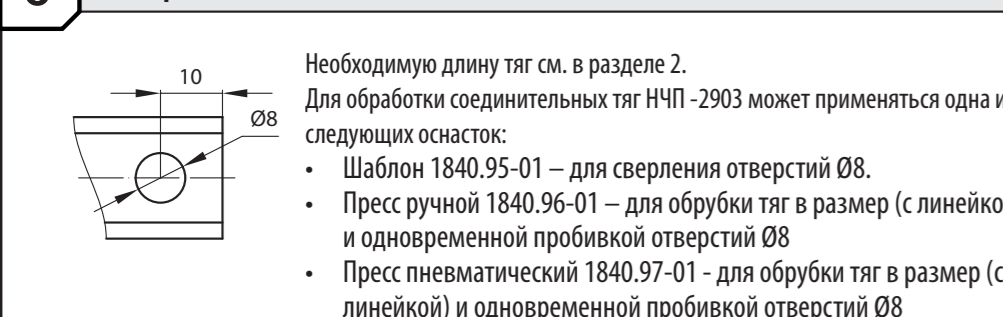 10
Ø8
Необходимую длину тяг см. в разделе 2.
Для обработки соединительных тяг НЧП -2903 может применяться одна
следующих оснасток:
• Шаблон 1840.95-01 – для сверления отверстий Ø8.
• Пресс ручной 1840.96-01 – для обрубки тяг в размер (с линейко
и одновременной пробивкой отверстий Ø8
• Пресс пневматический 1840.97-01 - для обрубки тяг в размер (с
линейкой) и одновременной пробивкой отверстий Ø8